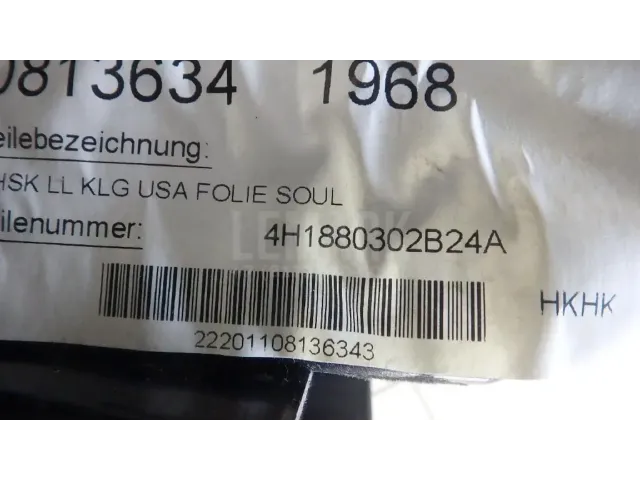 0813634 1968
eilebezeichnung:
HSK LL KLG USA FOLIE SOUL
ilenummer: 4H1880302B24A
HKHK
22201108136343